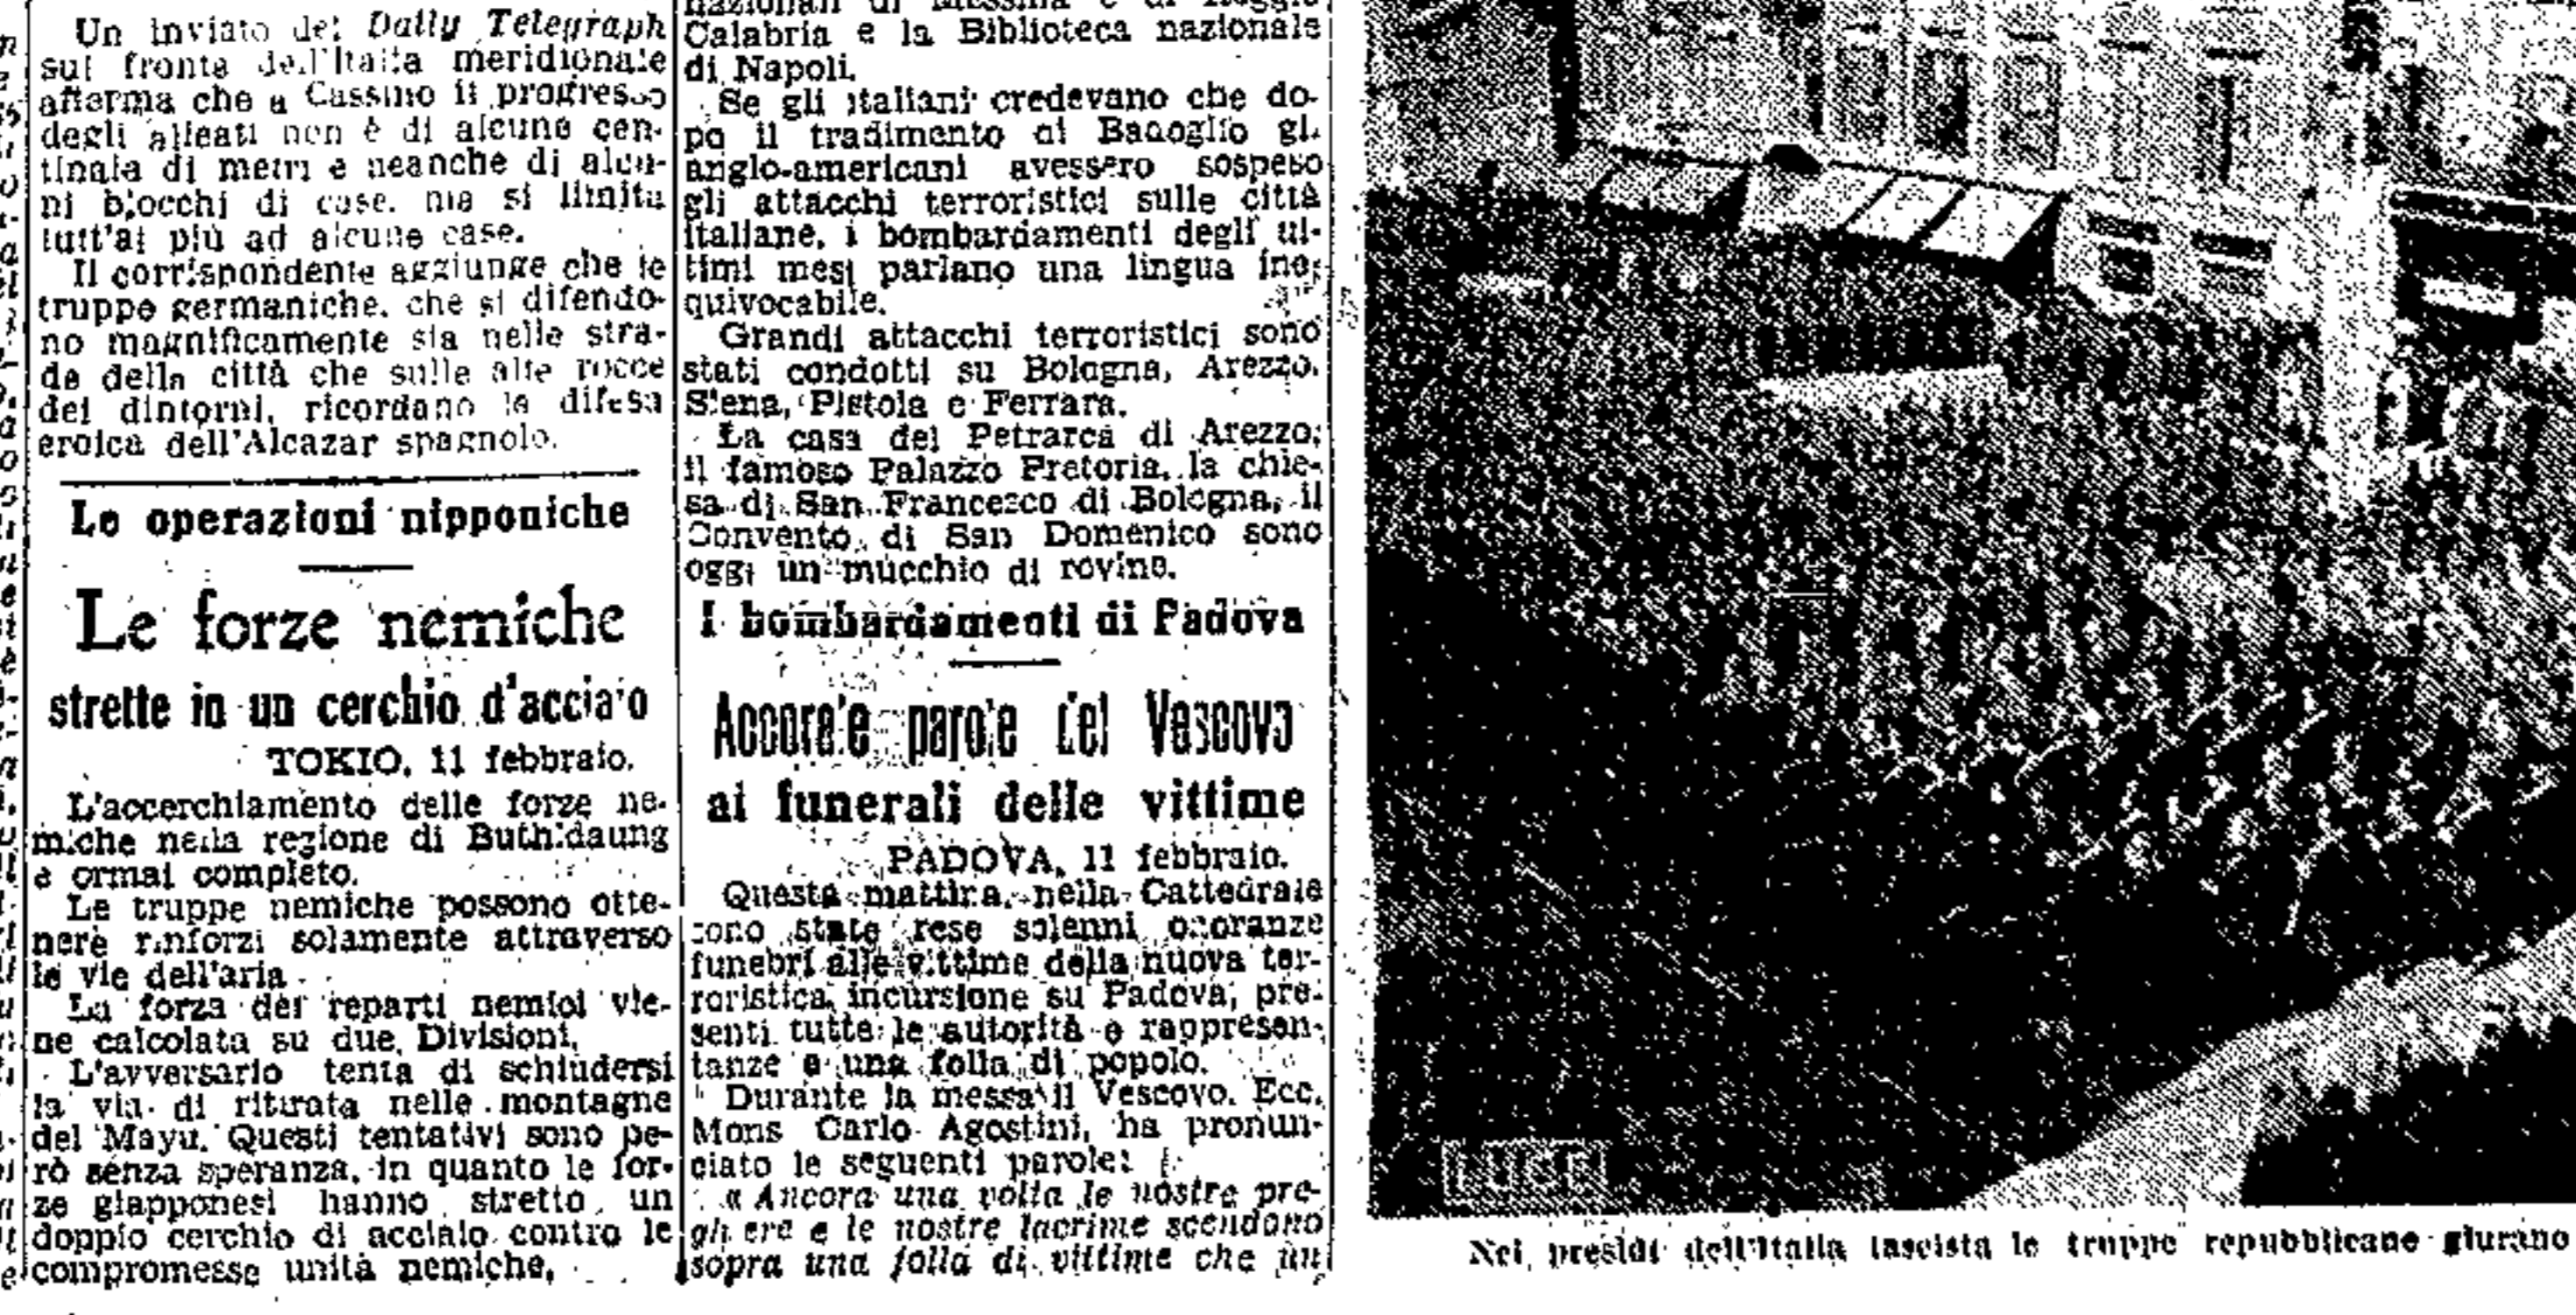 Un inviato del Daily Telegraph
sul fronte dell'Italia meridionale
afferma che a Cassino il progresso
degli alleati non è di alcune cen-
tinaia di metri e neanche di alcu-
ni blocchi di case, ma si limita
tutt'al più ad alcune case.
Il corrispondente aggiunge che le
truppe germaniche, che si difendo-
no magnificamente sia nelle stra-
de della città che sulle alte rocce
dei dintorni, ricordano la difesa
eroica dell'Alcazar spagnolo.
Le operazioni nipponiche
Le forze nemiche
strette in un cerchio d'acciaio
TOKIO, 11 febbraio.
L'accerchiamento delle forze ne-
miche nella regione di Buthidaung
è ormai completo.
Le truppe nemiche possono otte-
nere rinforzi solamente attraverso
le vie dell'aria
La forza dei reparti nemici vie-
ne calcolata su due Divisioni.
L'avversario tenta di schiudersi
la via di ritirata nelle montagne
del Mayu. Questi tentativi sono pe-
rò senza speranza, in quanto le for-
ze giapponesi hanno stretto un
doppio cerchio di acciaio contro le
compromesse unità nemiche.
nazionali di Messina e di Reggio
Calabria e la Biblioteca nazionale
di Napoli.
Se gli italiani credevano che do-
po il tradimento di Badoglio gli
anglo-americani avessero sospeso
gli attacchi terroristici sulle città
italiane, i bombardamenti degli ul-
timi mesi parlano una lingua ine-
quivocabile.
Grandi attacchi terroristici sono
stati condotti su Bologna, Arezzo,
Siena, Pistoia e Ferrara.
La casa del Petrarca di Arezzo,
il famoso Palazzo Pretoria, la chie-
sa di San Francesco di Bologna, il
Convento di San Domenico sono
oggi un mucchio di rovine.
I bombardamenti di Padova
Accorate parole del Vescovo
ai funerali delle vittime
PADOVA, 11 febbraio.
Questa mattina, nella Cattedrale
sono state rese solenni onoranze
funebri alle vittime della nuova ter-
roristica incursione su Padova, pre-
senti tutte le autorità e rappresen-
tanze e una folla di popolo.
Durante la messa il Vescovo, Ecc.
Mons Carlo Agostini, ha pronun-
ciato le seguenti parole:
« Ancora una volta le nostre pre-
ghiere e le nostre lacrime scendono
sopra una folla di vittime che un
LUCE
Nei presidi dell'Italia fascista le truppe repubblicane giurano